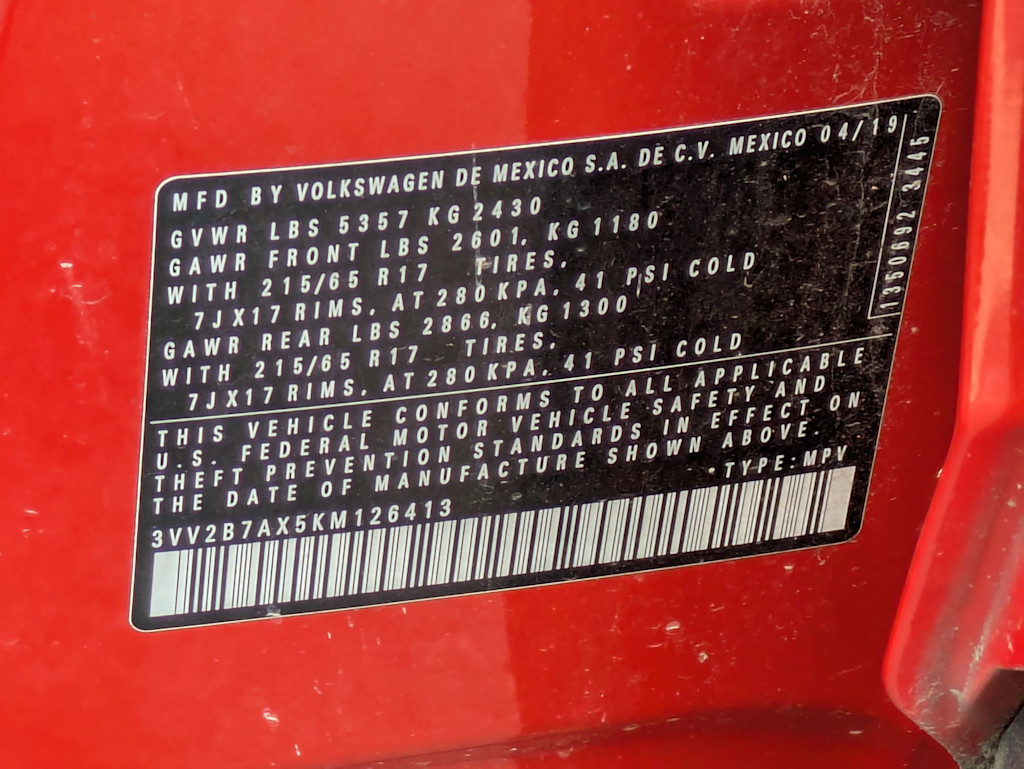 MFD BY VOLKSWAGEN DE MEXICO S.A. DE C.V. MEXICO 04/19
GVWR LBS 5357 KG 2430
GAWR FRONT LBS 2601, KG 1180
WITH 215/65 R17 TIRES,
7JX17 RIMS, AT 280 KPA, 41 PSI COLD
GAWR REAR LBS 2866, KG 1300
WITH 215/65 R17 TIRES,
7JX17 RIMS, AT 280 KPA, 41 PSI COLD
1350692 3445
THIS VEHICLE CONFORMS TO ALL APPLICABLE
U.S. FEDERAL MOTOR VEHICLE SAFETY AND
THEFT PREVENTION STANDARDS IN EFFECT ON
THE DATE OF MANUFACTURE SHOWN ABOVE.
3VV2B7AX5KM126413 TYPE: MPV